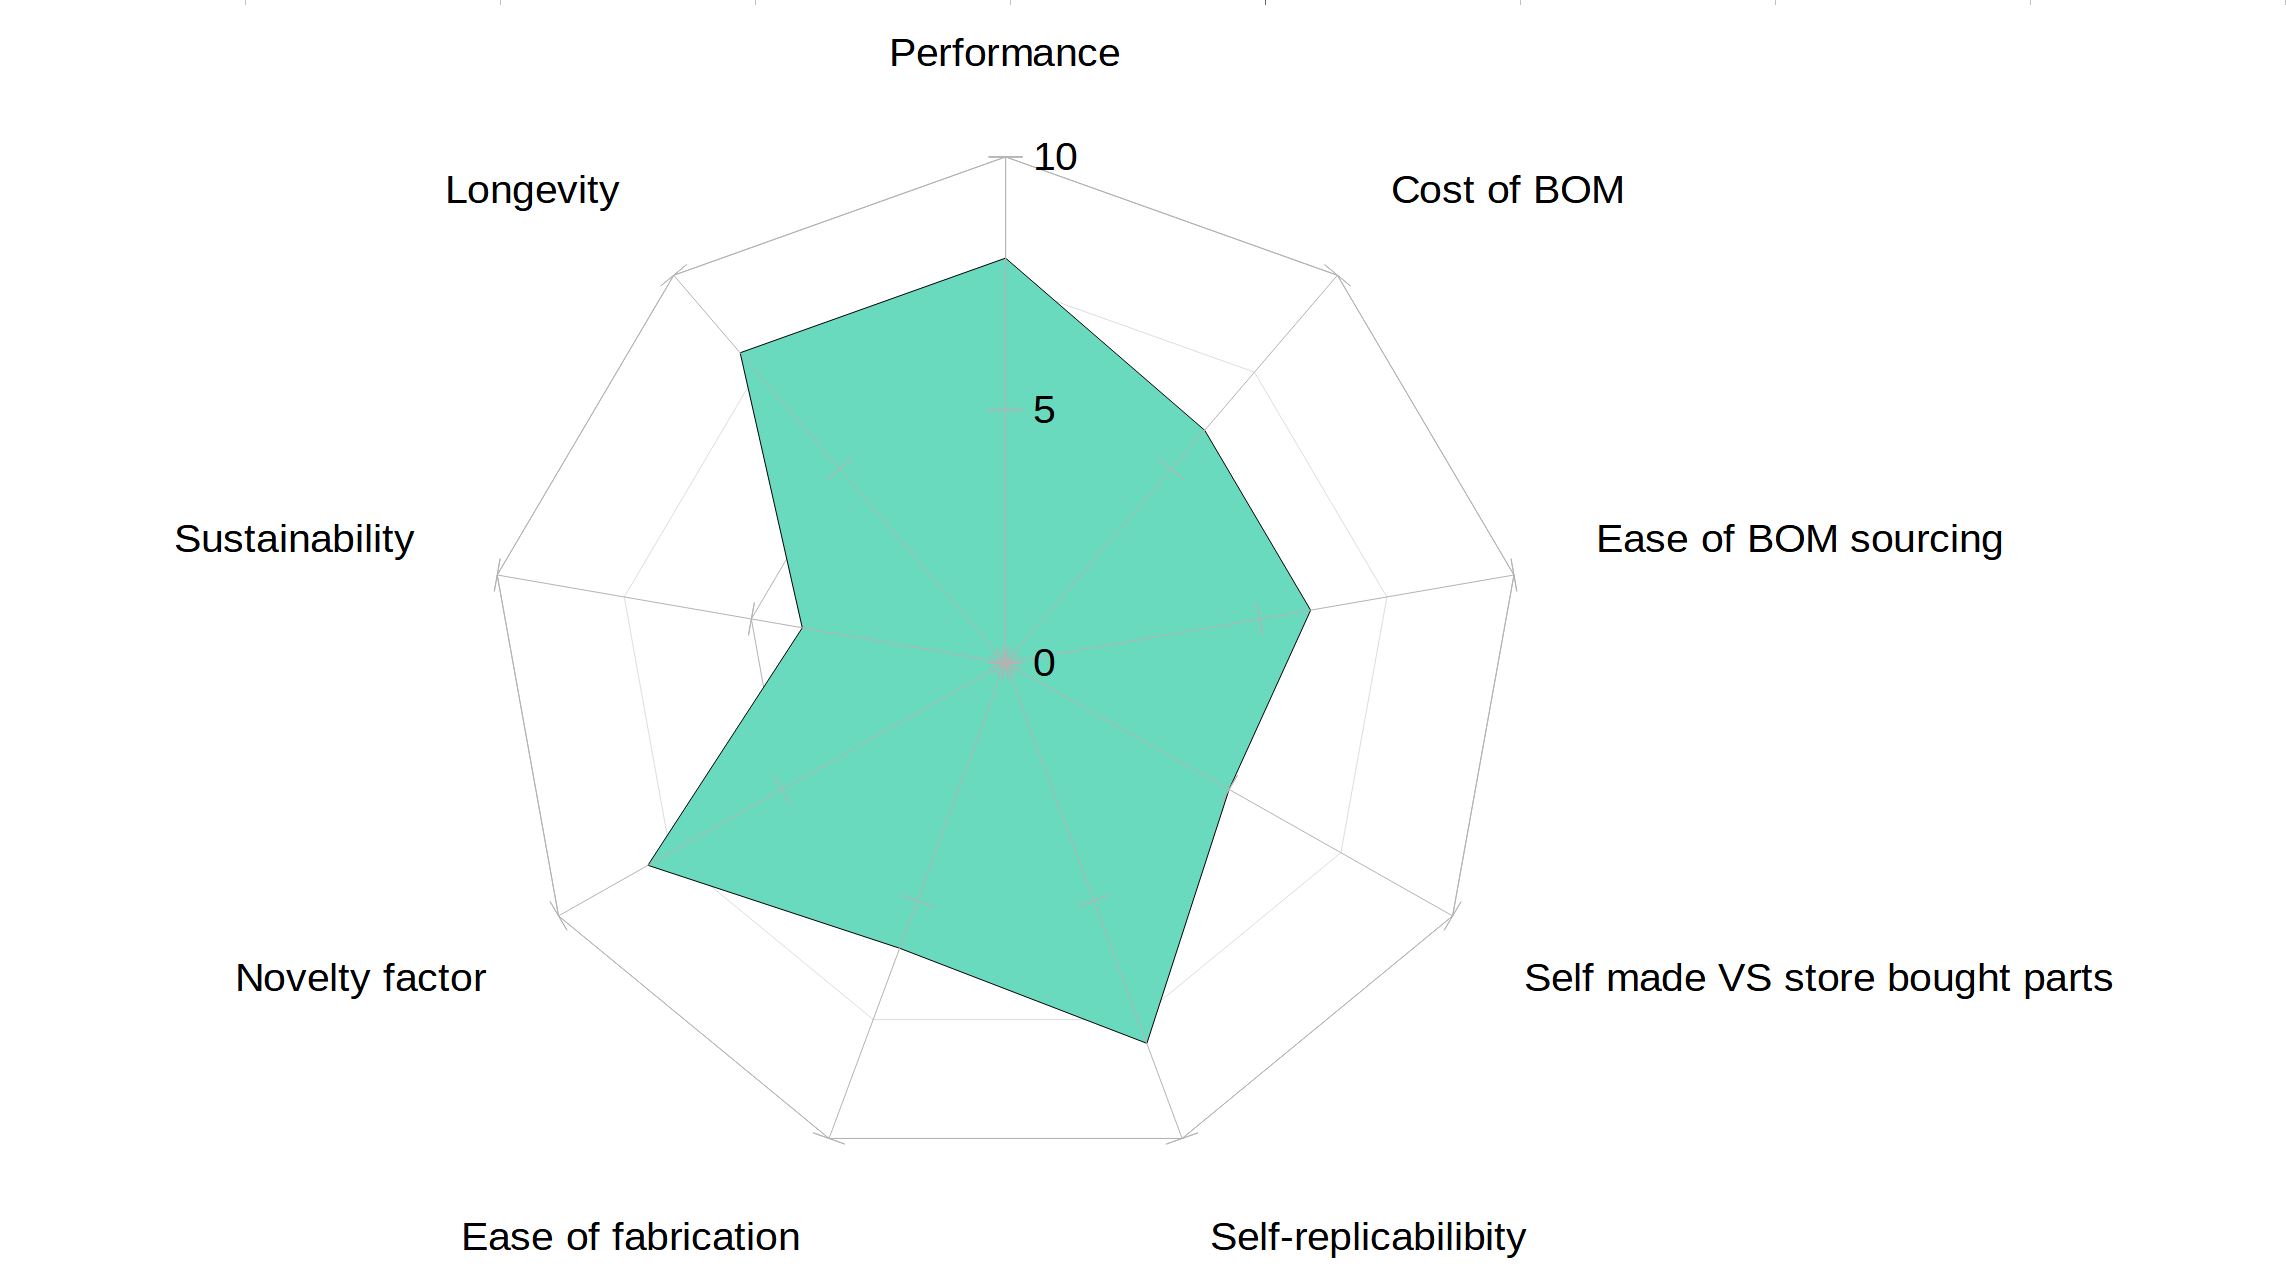 Performance
10
Longevity
Cost of BOM
5
Sustainability
Ease of BOM sourcing
0
Novelty factor
Self made VS store bought parts
Ease of fabrication
Self-replicabilibity